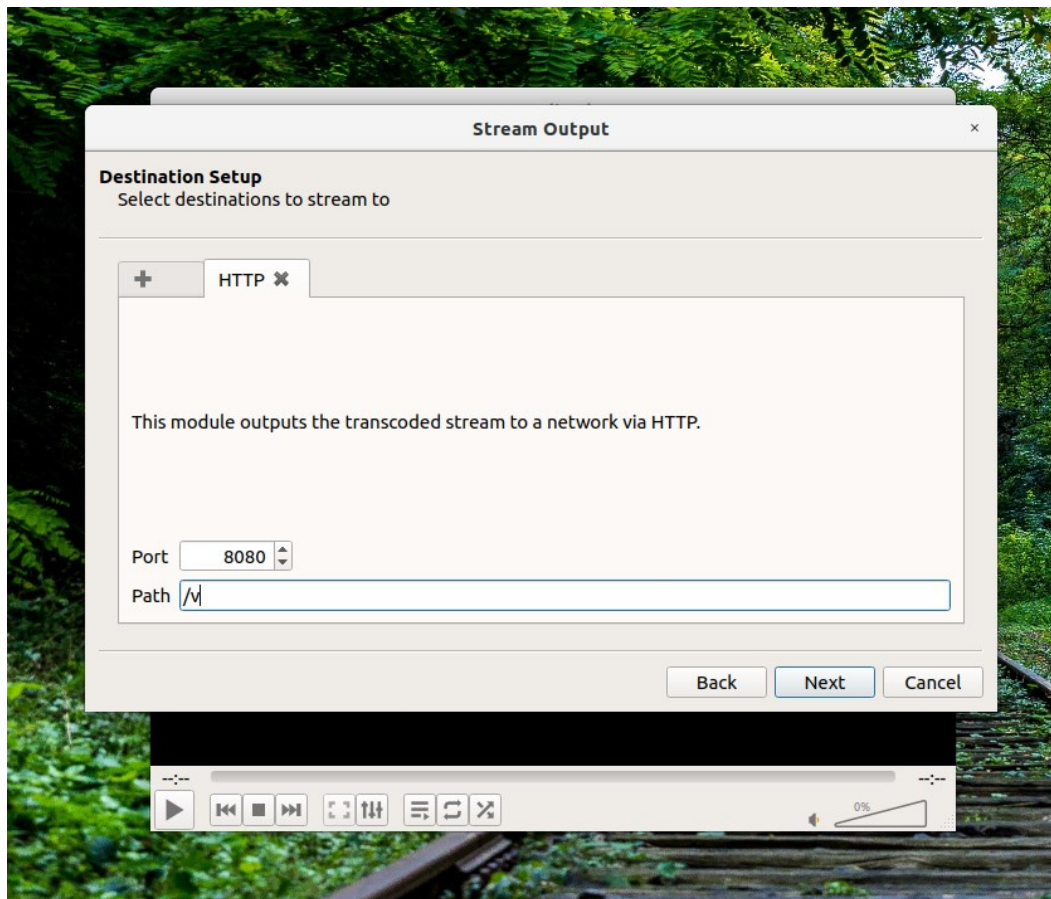 Stream Output
×
Destination Setup
Select destinations to stream to
HTTP
This module outputs the transcoded stream to a network via HTTP.
Port 8080
Path /v
Back Next Cancel
--:-- --:--
0%